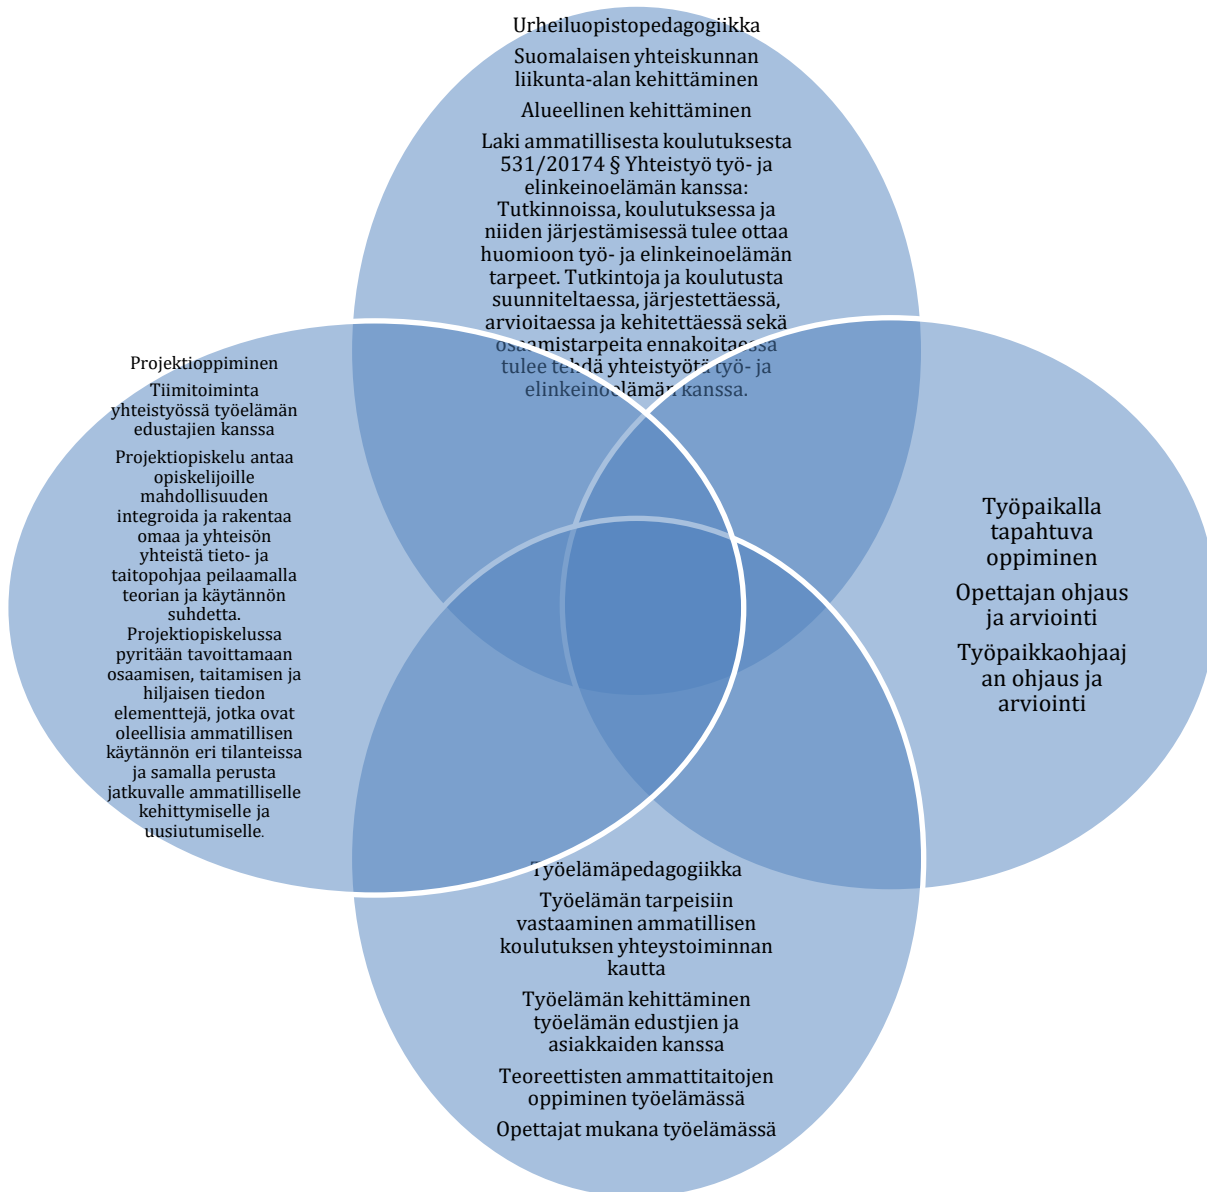 Urheiluopistopedagogiikka
Suomalaisen yhteiskunnan
liikunta-alan kehittäminen
Alueellinen kehittäminen
Laki ammatillisesta koulutuksesta
531/20174 § Yhteistyö työ- ja
elinkeinoelämän kanssa:
Tutkinnoissa, koulutuksessa ja
niiden järjestämisessä tulee ottaa
huomioon työ- ja elinkeinoelämän
tarpeet. Tutkintoja ja koulutusta
suunniteltaessa, järjestettäessä,
arvioitaessa ja kehitettäessä sekä
osaamistarpeita ennakoitaessa
tulee tehdä yhteistyötä työ- ja
elinkeinoelämän kanssa.
Projektioppiminen
Tiimitoiminta
yhteistyössä työelämän
edustajien kanssa
Projektiopiskelu antaa
opiskelijoille
mahdollisuuden
integroida ja rakentaa
omaa ja yhteisön
yhteistä tieto- ja
taitopohjaa peilaamalla
teorian ja käytännön
suhdetta.
Projektiopiskelussa
pyritään tavoittamaan
osaamisen, taitamisen ja
hiljaisen tiedon
elementtejä, jotka ovat
oleellisia ammatillisen
käytännön eri tilanteissa
ja samalla perusta
jatkuvalle ammatilliselle
kehittymiselle ja
uusiutumiselle.
Työpaikalla
tapahtuva
oppiminen
Opettajan ohjaus
ja arviointi
Työpaikkaohjaaj
an ohjaus ja
arviointi
Työelämäpedagogiikka
Työelämän tarpeisiin
vastaaminen ammatillisen
koulutuksen yhteystoiminnan
kautta
Työelämän kehittäminen
työelämän edustjien ja
asiakkaiden kanssa
Teoreettisten ammattitaitojen
oppiminen työelämässä
Opettajat mukana työelämässä